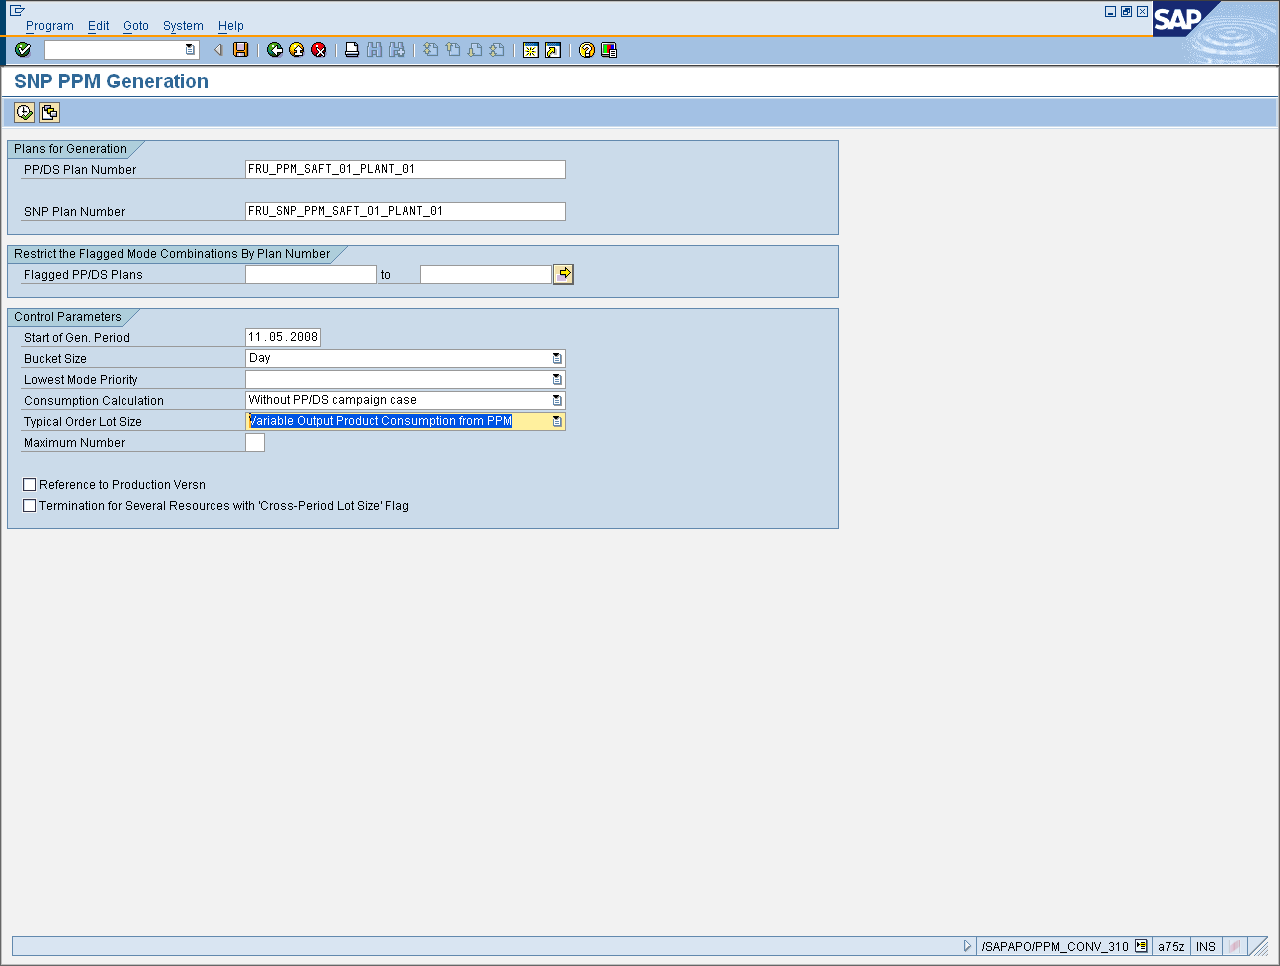 Program Edit Goto System Help
SAP
SNP PPM Generation
Plans for Generation
PP/DS Plan Number FRU_PPM_SAFT_01_PLANT_01
SNP Plan Number FRU_SNP_PPM_SAFT_01_PLANT_01
Restrict the Flagged Mode Combinations By Plan Number
Flagged PP/DS Plans to
Control Parameters
Start of Gen. Period 11.05.2008
Bucket Size Day
Lowest Mode Priority
Consumption Calculation Without PP/DS campaign case
Typical Order Lot Size Variable Output Product Consumption from PPM
Maximum Number
Reference to Production Versn
Termination for Several Resources with 'Cross-Period Lot Size' Flag
/SAPAPO/PPM_CONV_310 a75z INS